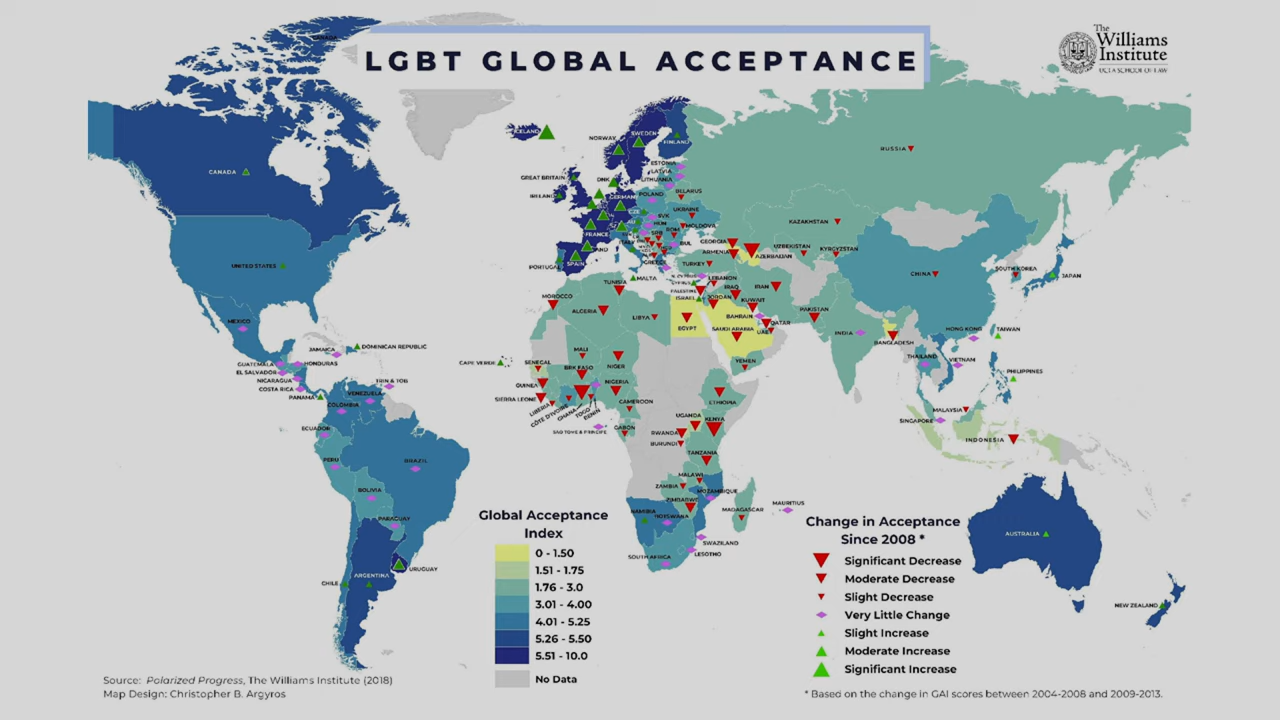 LGBT GLOBAL ACCEPTANCE
The
Williams
Institute
UCLA SCHOOL OF LAW
CANADA
ICELAND
NORWAY
SWEDEN
FINLAND
RUSSIA
ESTONIA
LATVIA
LITHUANIA
GREAT BRITAIN
DNK
IRELAND
CANADA
GERMANY
POLAND
BELARUS
UKRAINE
CZE
SVK
MOLDOVA
HUN
ROM
FRANCE
ITALY
BUL
SPAIN
PORTUGAL
GREECE
GEORGIA
ARMENIA
AZERBAIJAN
KAZAKHSTAN
UZBEKISTAN
KYRGYZSTAN
UNITED STATES
TURKEY
CHINA
SOUTH KOREA
JAPAN
MALTA
N. CYPRUS
CYPRUS
LEBANON
TUNISIA
PALESTINE
ISRAEL
IRAQ
IRAN
JORDAN
KUWAIT
MOROCCO
ALGERIA
LIBYA
EGYPT
BAHRAIN
QATAR
SAUDI ARABIA
UAE
PAKISTAN
INDIA
BANGLADESH
HONG KONG
TAIWAN
MEXICO
JAMAICA
DOMINICAN REPUBLIC
GUATEMALA
HONDURAS
EL SALVADOR
NICARAGUA
COSTA RICA
TRIN & TOB
PANAMA
VENEZUELA
COLOMBIA
ECUADOR
PERU
BRAZIL
BOLIVIA
PARAGUAY
CHILE
ARGENTINA
URUGUAY
CAPE VERDE
SENEGAL
MALI
BRK FASO
NIGER
GUINEA
NIGERIA
SIERRA LEONE
LIBERIA
CÔTE D'IVOIRE
GHANA
TOGO
BENIN
CAMEROON
SAO TOME & PRINCIPE
GABON
YEMEN
ETHIOPIA
UGANDA
KENYA
RWANDA
BURUNDI
TANZANIA
MALAWI
ZAMBIA
MOZAMBIQUE
ZIMBABWE
NAMIBIA
BOTSWANA
MADAGASCAR
MAURITIUS
SWAZILAND
LESOTHO
SOUTH AFRICA
THAILAND
VIETNAM
PHILIPPINES
MALAYSIA
SINGAPORE
INDONESIA
AUSTRALIA
NEW ZEALAND
Global Acceptance
Index
0 - 1.50
1.51 - 1.75
1.76 - 3.0
3.01 - 4.00
4.01 - 5.25
5.26 - 5.50
5.51 - 10.0
No Data
Change in Acceptance
Since 2008 *
Significant Decrease
Moderate Decrease
Slight Decrease
Very Little Change
Slight Increase
Moderate Increase
Significant Increase
Source: Polarized Progress, The Williams Institute (2018)
Map Design: Christopher B. Argyros
* Based on the change in GAI scores between 2004-2008 and 2009-2013.